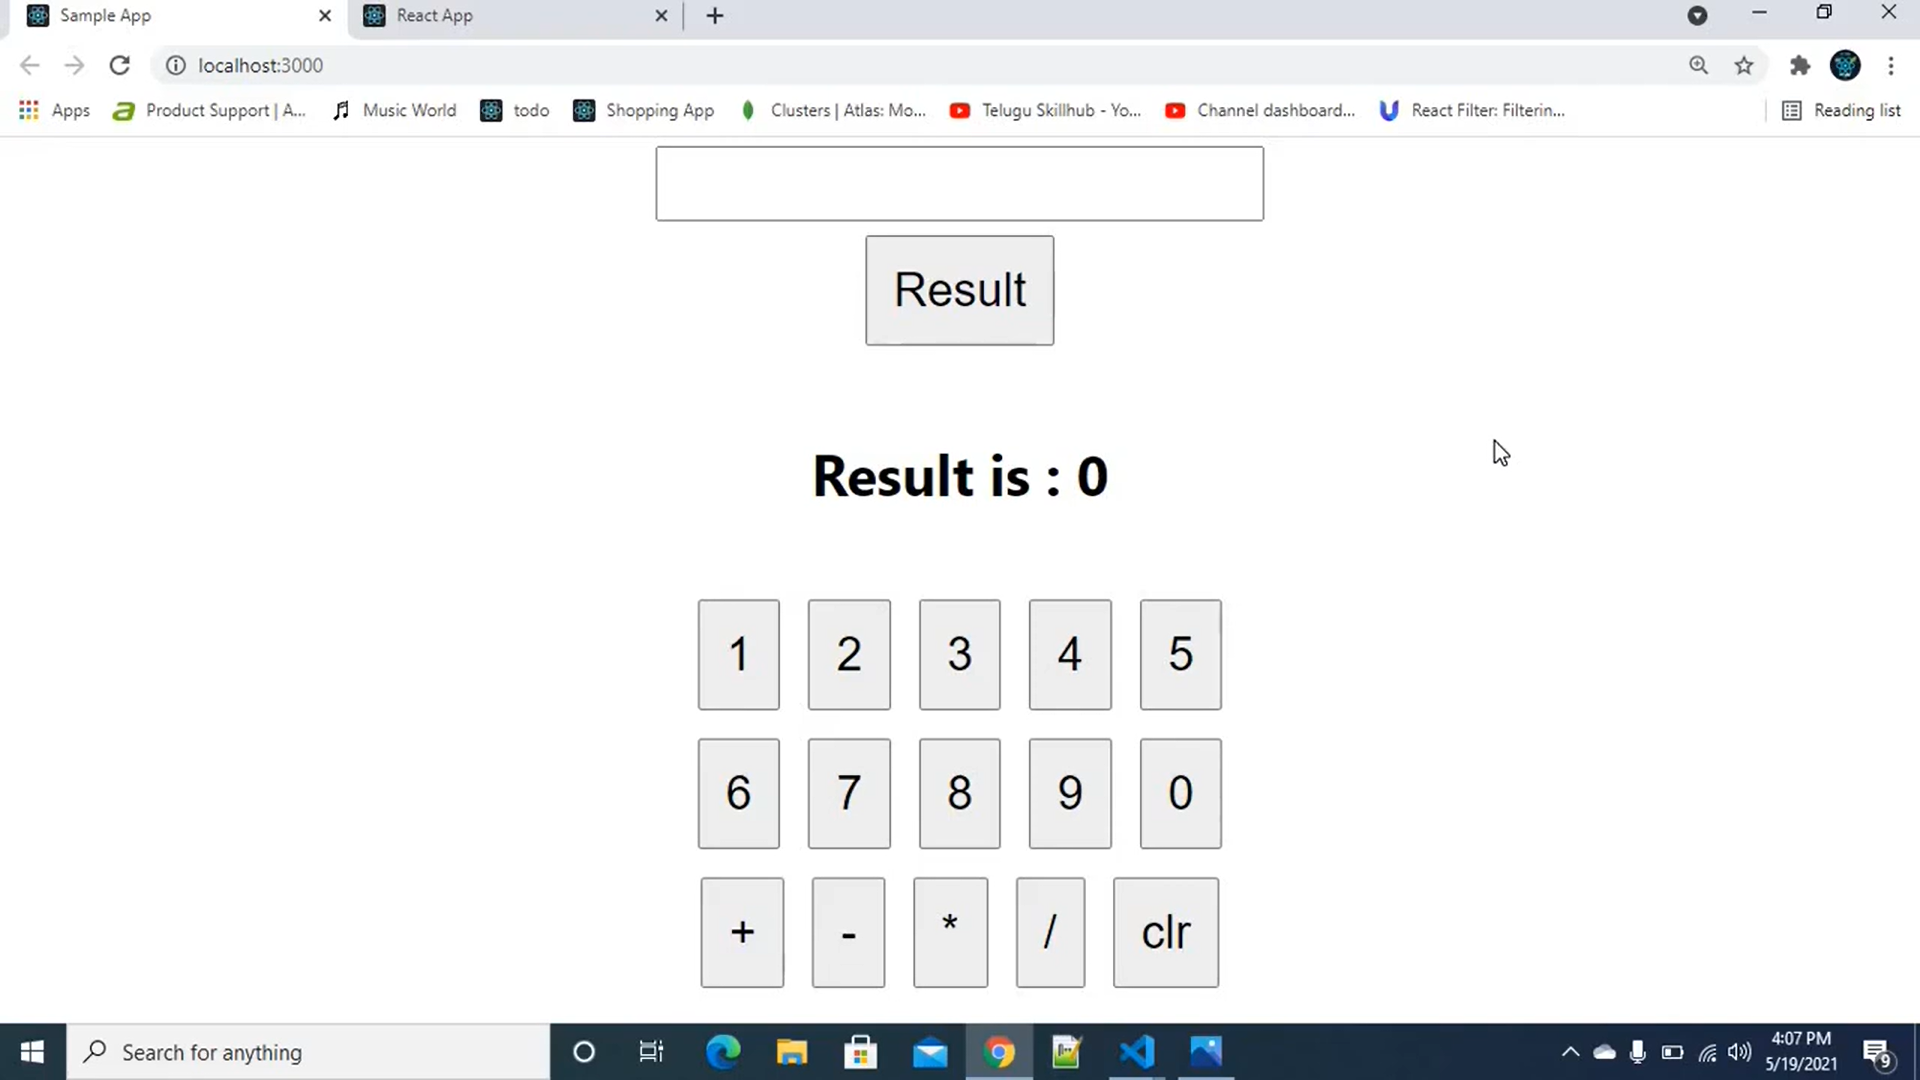 Sample App
React App
localhost:3000
Apps
Product Support | A...
Music World
todo
Shopping App
Clusters | Atlas: Mo...
Telugu Skillhub - Yo...
Channel dashboard...
React Filter: Filterin...
Reading list
Result
Result is : 0
1 2 3 4 5
6 7 8 9 0
+ - * / clr
Search for anything
4:07 PM
5/19/2021
9